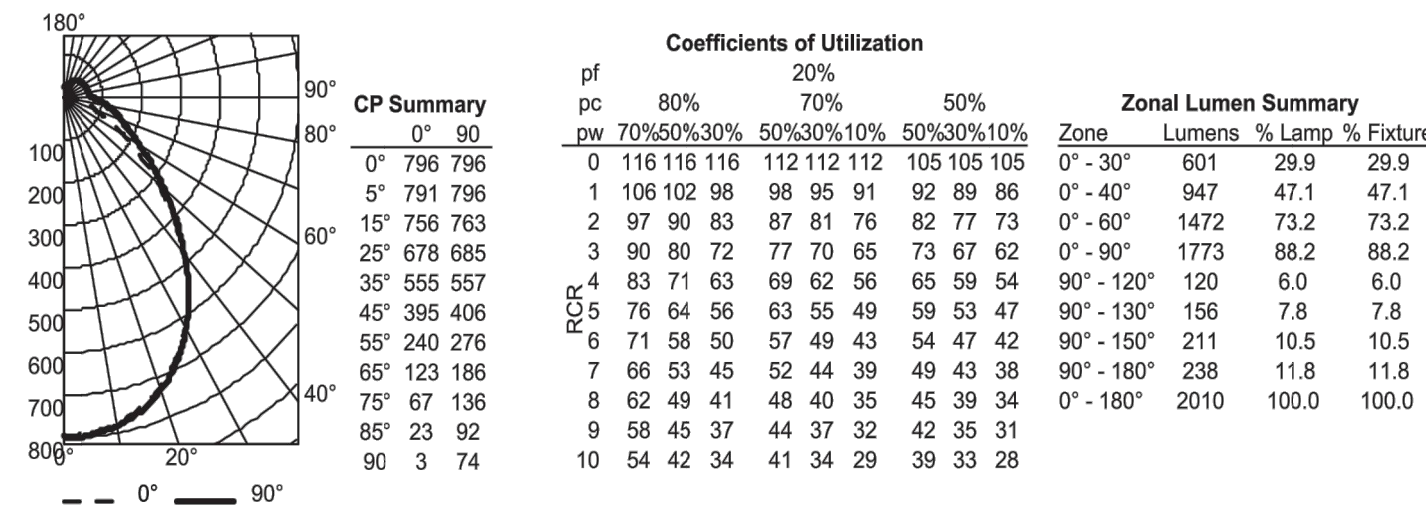 180°
90°
80°
60°
40°
100
200
300
400
500
600
700
800
0°
20°
0° 90°
CP Summary
0° 90
0° 796 796
5° 791 796
15° 756 763
25° 678 685
35° 555 557
45° 395 406
55° 240 276
65° 123 186
75° 67 136
85° 23 92
90 3 74
Coefficients of Utilization
pf 20%
pc 80% 70% 50%
pw 70%50%30% 50%30%10% 50%30%10%
RCR
0 116 116 116 112 112 112 105 105 105
1 106 102 98 98 95 91 92 89 86
2 97 90 83 87 81 76 82 77 73
3 90 80 72 77 70 65 73 67 62
4 83 71 63 69 62 56 65 59 54
5 76 64 56 63 55 49 59 53 47
6 71 58 50 57 49 43 54 47 42
7 66 53 45 52 44 39 49 43 38
8 62 49 41 48 40 35 45 39 34
9 58 45 37 44 37 32 42 35 31
10 54 42 34 41 34 29 39 33 28
Zonal Lumen Summary
Zone Lumens % Lamp % Fixture
0° - 30° 601 29.9 29.9
0° - 40° 947 47.1 47.1
0° - 60° 1472 73.2 73.2
0° - 90° 1773 88.2 88.2
90° - 120° 120 6.0 6.0
90° - 130° 156 7.8 7.8
90° - 150° 211 10.5 10.5
90° - 180° 238 11.8 11.8
0° - 180° 2010 100.0 100.0